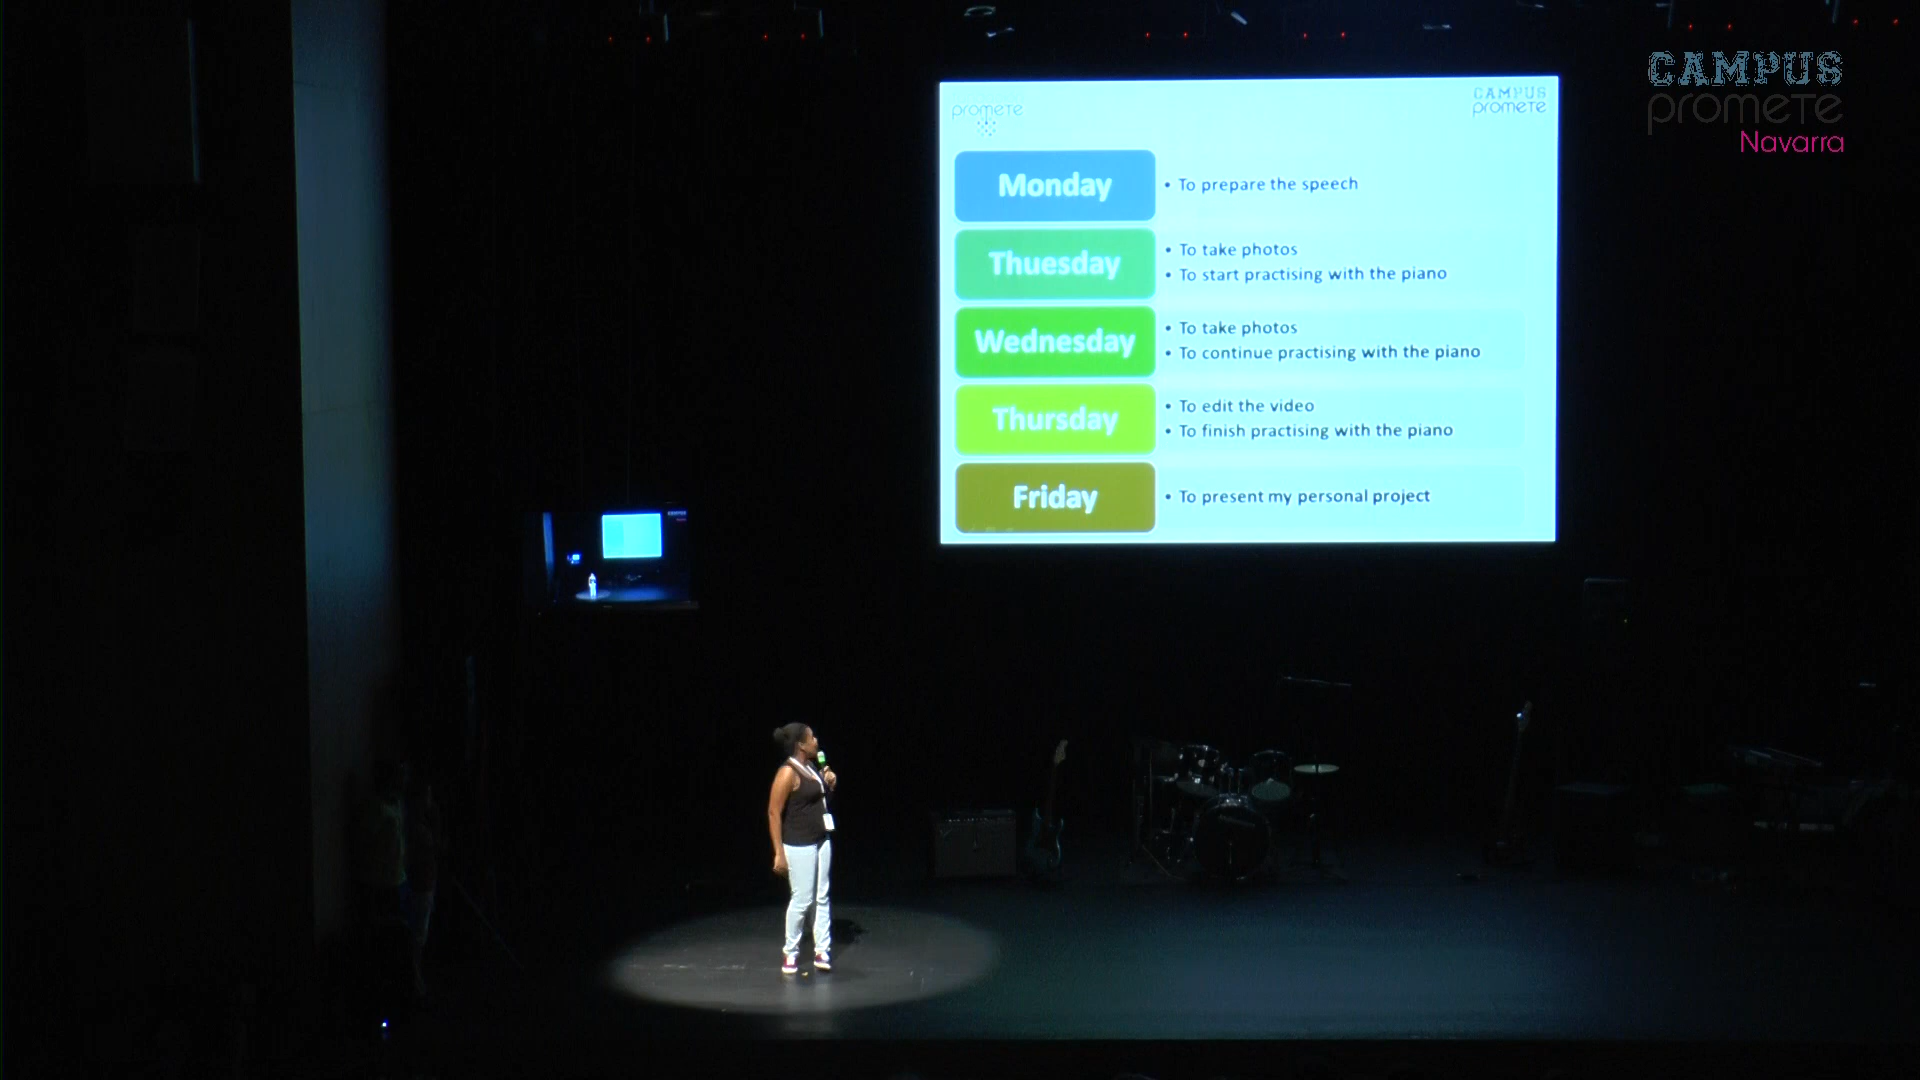 CAMPUS
promete
Navarra
promete
CAMPUS
promete
Monday
• To prepare the speech
Thuesday
• To take photos
• To start practising with the piano
Wednesday
• To take photos
• To continue practising with the piano
Thursday
• To edit the video
• To finish practising with the piano
Friday
• To present my personal project